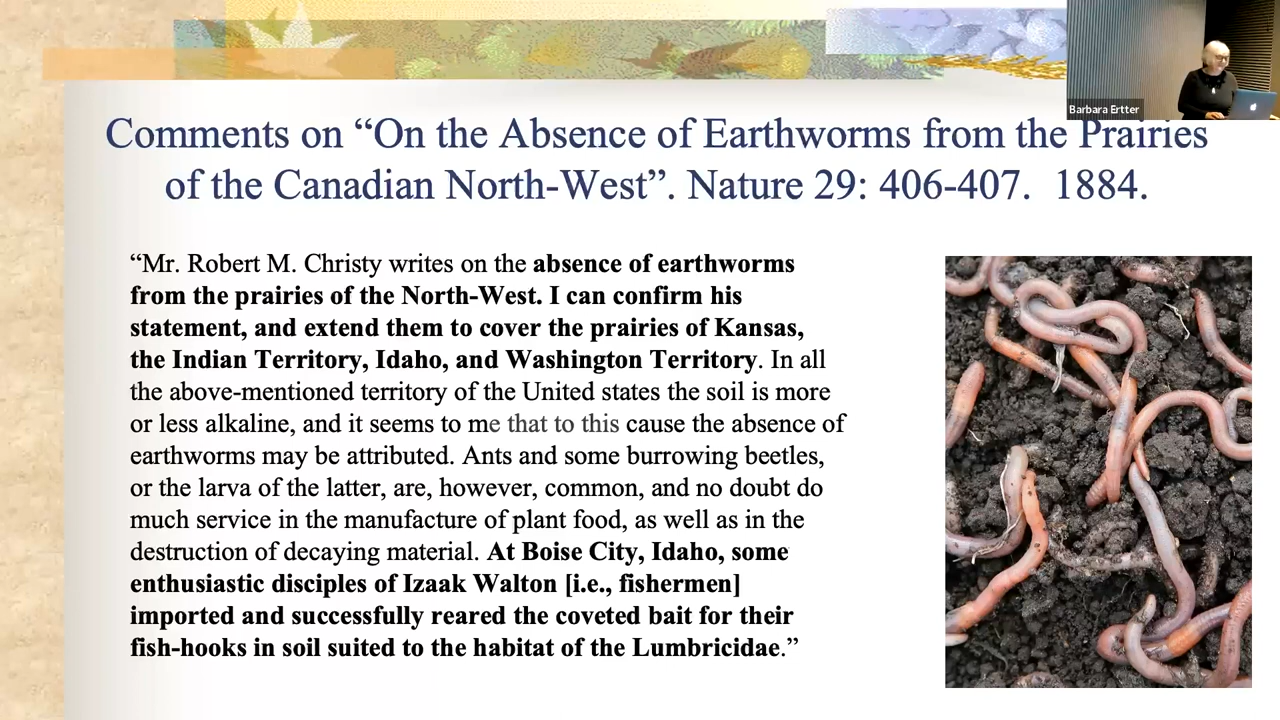 Barbara Ertter
Comments on “On the Absence of Earthworms from the Prairies
of the Canadian North-West”. Nature 29: 406-407.  1884.
“Mr. Robert M. Christy writes on the absence of earthworms
from the prairies of the North-West. I can confirm his
statement, and extend them to cover the prairies of Kansas,
the Indian Territory, Idaho, and Washington Territory. In all
the above-mentioned territory of the United states the soil is more
or less alkaline, and it seems to me that to this cause the absence of
earthworms may be attributed. Ants and some burrowing beetles,
or the larva of the latter, are, however, common, and no doubt do
much service in the manufacture of plant food, as well as in the
destruction of decaying material. At Boise City, Idaho, some
enthusiastic disciples of Izaak Walton [i.e., fishermen]
imported and successfully reared the coveted bait for their
fish-hooks in soil suited to the habitat of the Lumbricidae.”